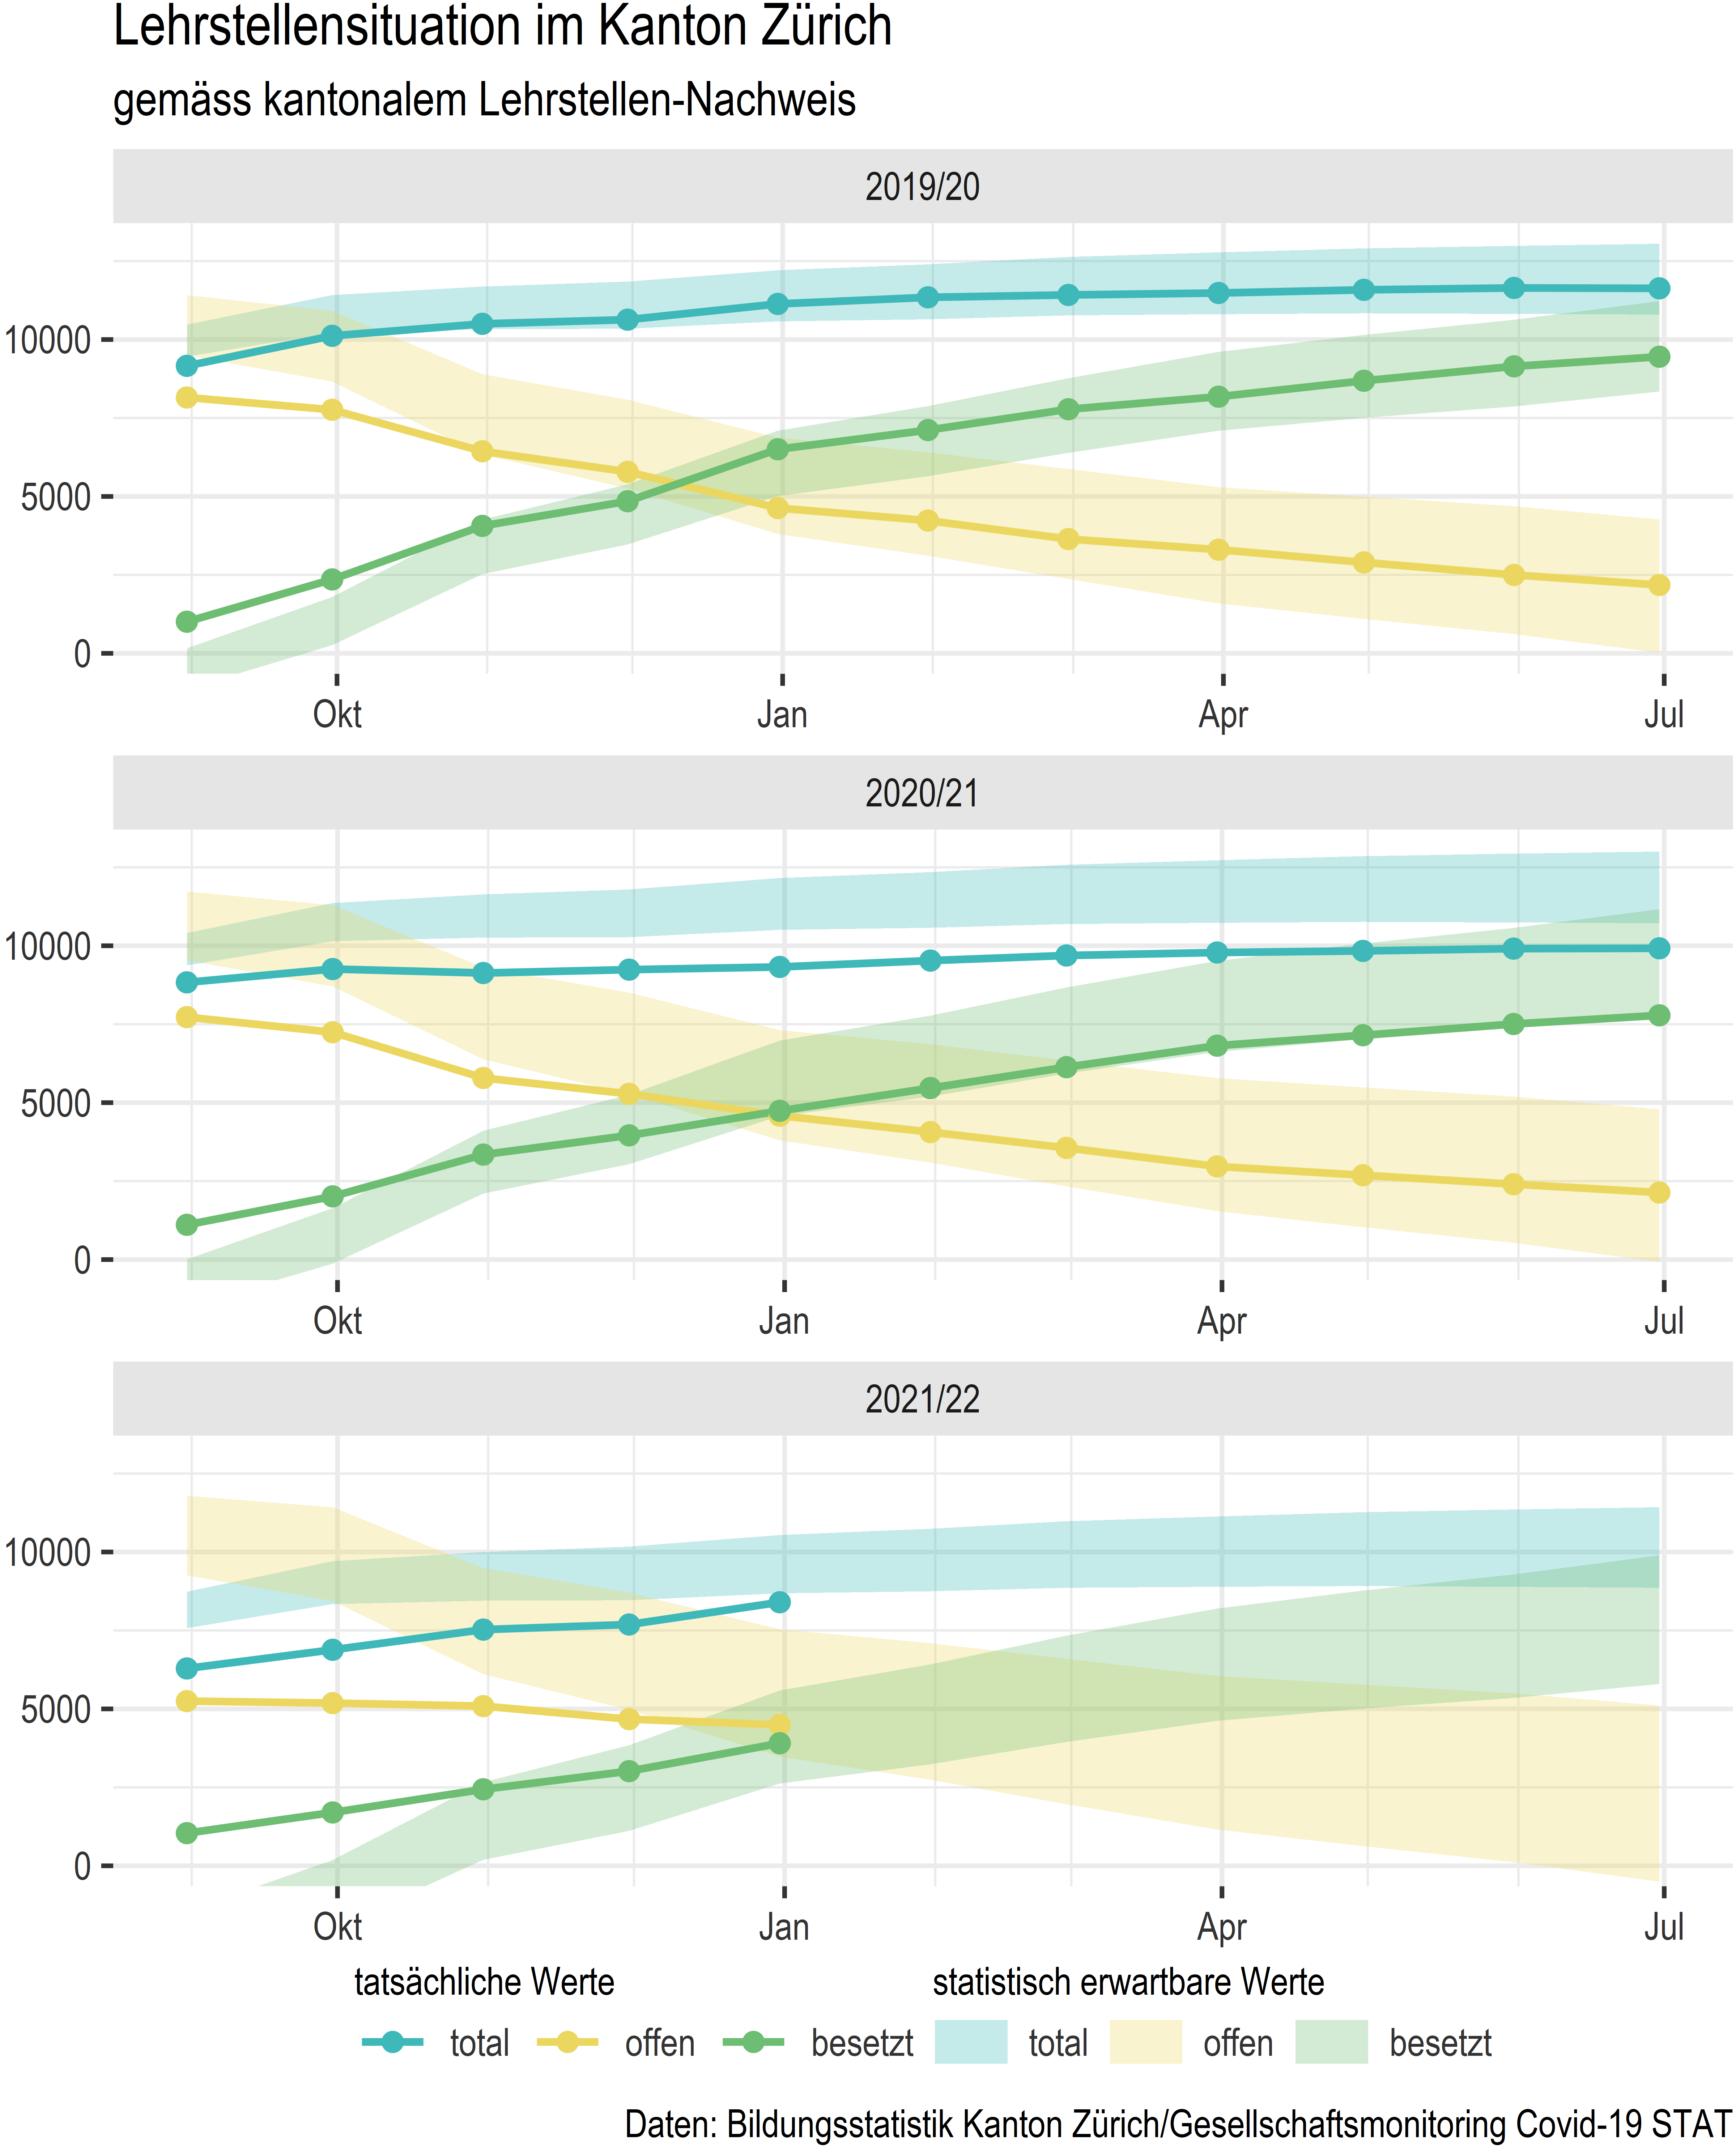 Lehrstellensituation im Kanton Zürich
gemäss kantonalem Lehrstellen-Nachweis
2019/20
10000
5000
0
Okt Jan Apr Jul
2020/21
10000
5000
0
Okt Jan Apr Jul
2021/22
10000
5000
0
Okt Jan Apr Jul
tatsächliche Werte statistisch erwartbare Werte
total offen besetzt total offen besetzt
Daten: Bildungsstatistik Kanton Zürich/Gesellschaftsmonitoring Covid-19 STAT